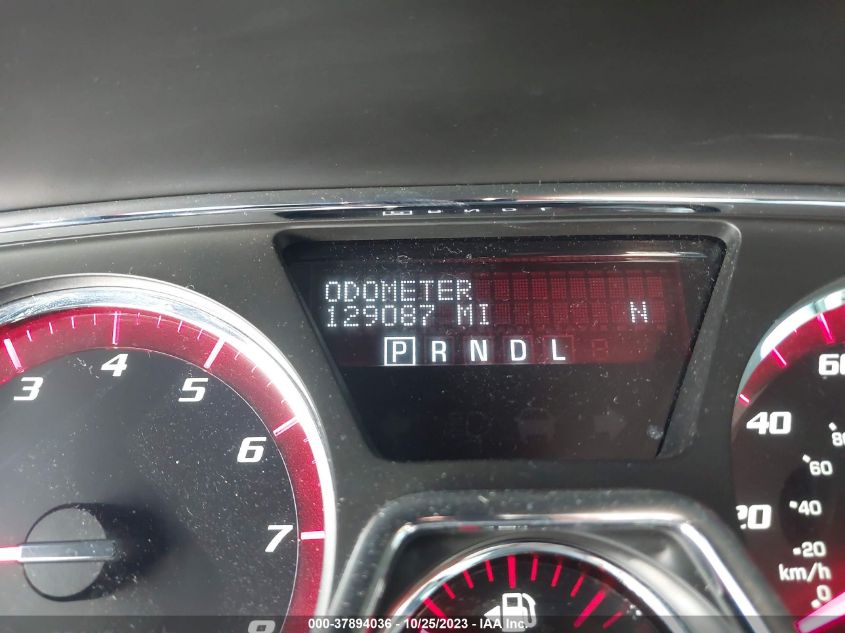 ODOMETER
129087 MI N
P R N D L
3 4 5 6 7 8
20 40 60
0 20 40 60 80
km/h
000-37894036 - 10/25/2023 - IAA, Inc.